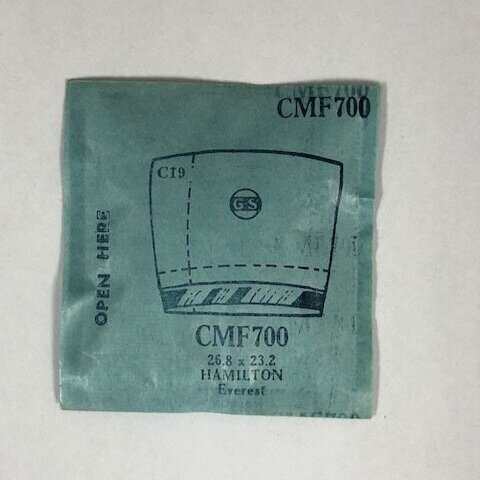 CMF700
C19
GS
OPEN HERE
CMF700
26.8 x 23.2
HAMILTON
Everest